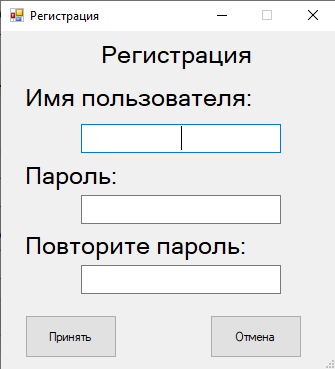 Регистрация
Регистрация
Имя пользователя:
Пароль:
Повторите пароль:
Принять
Отмена